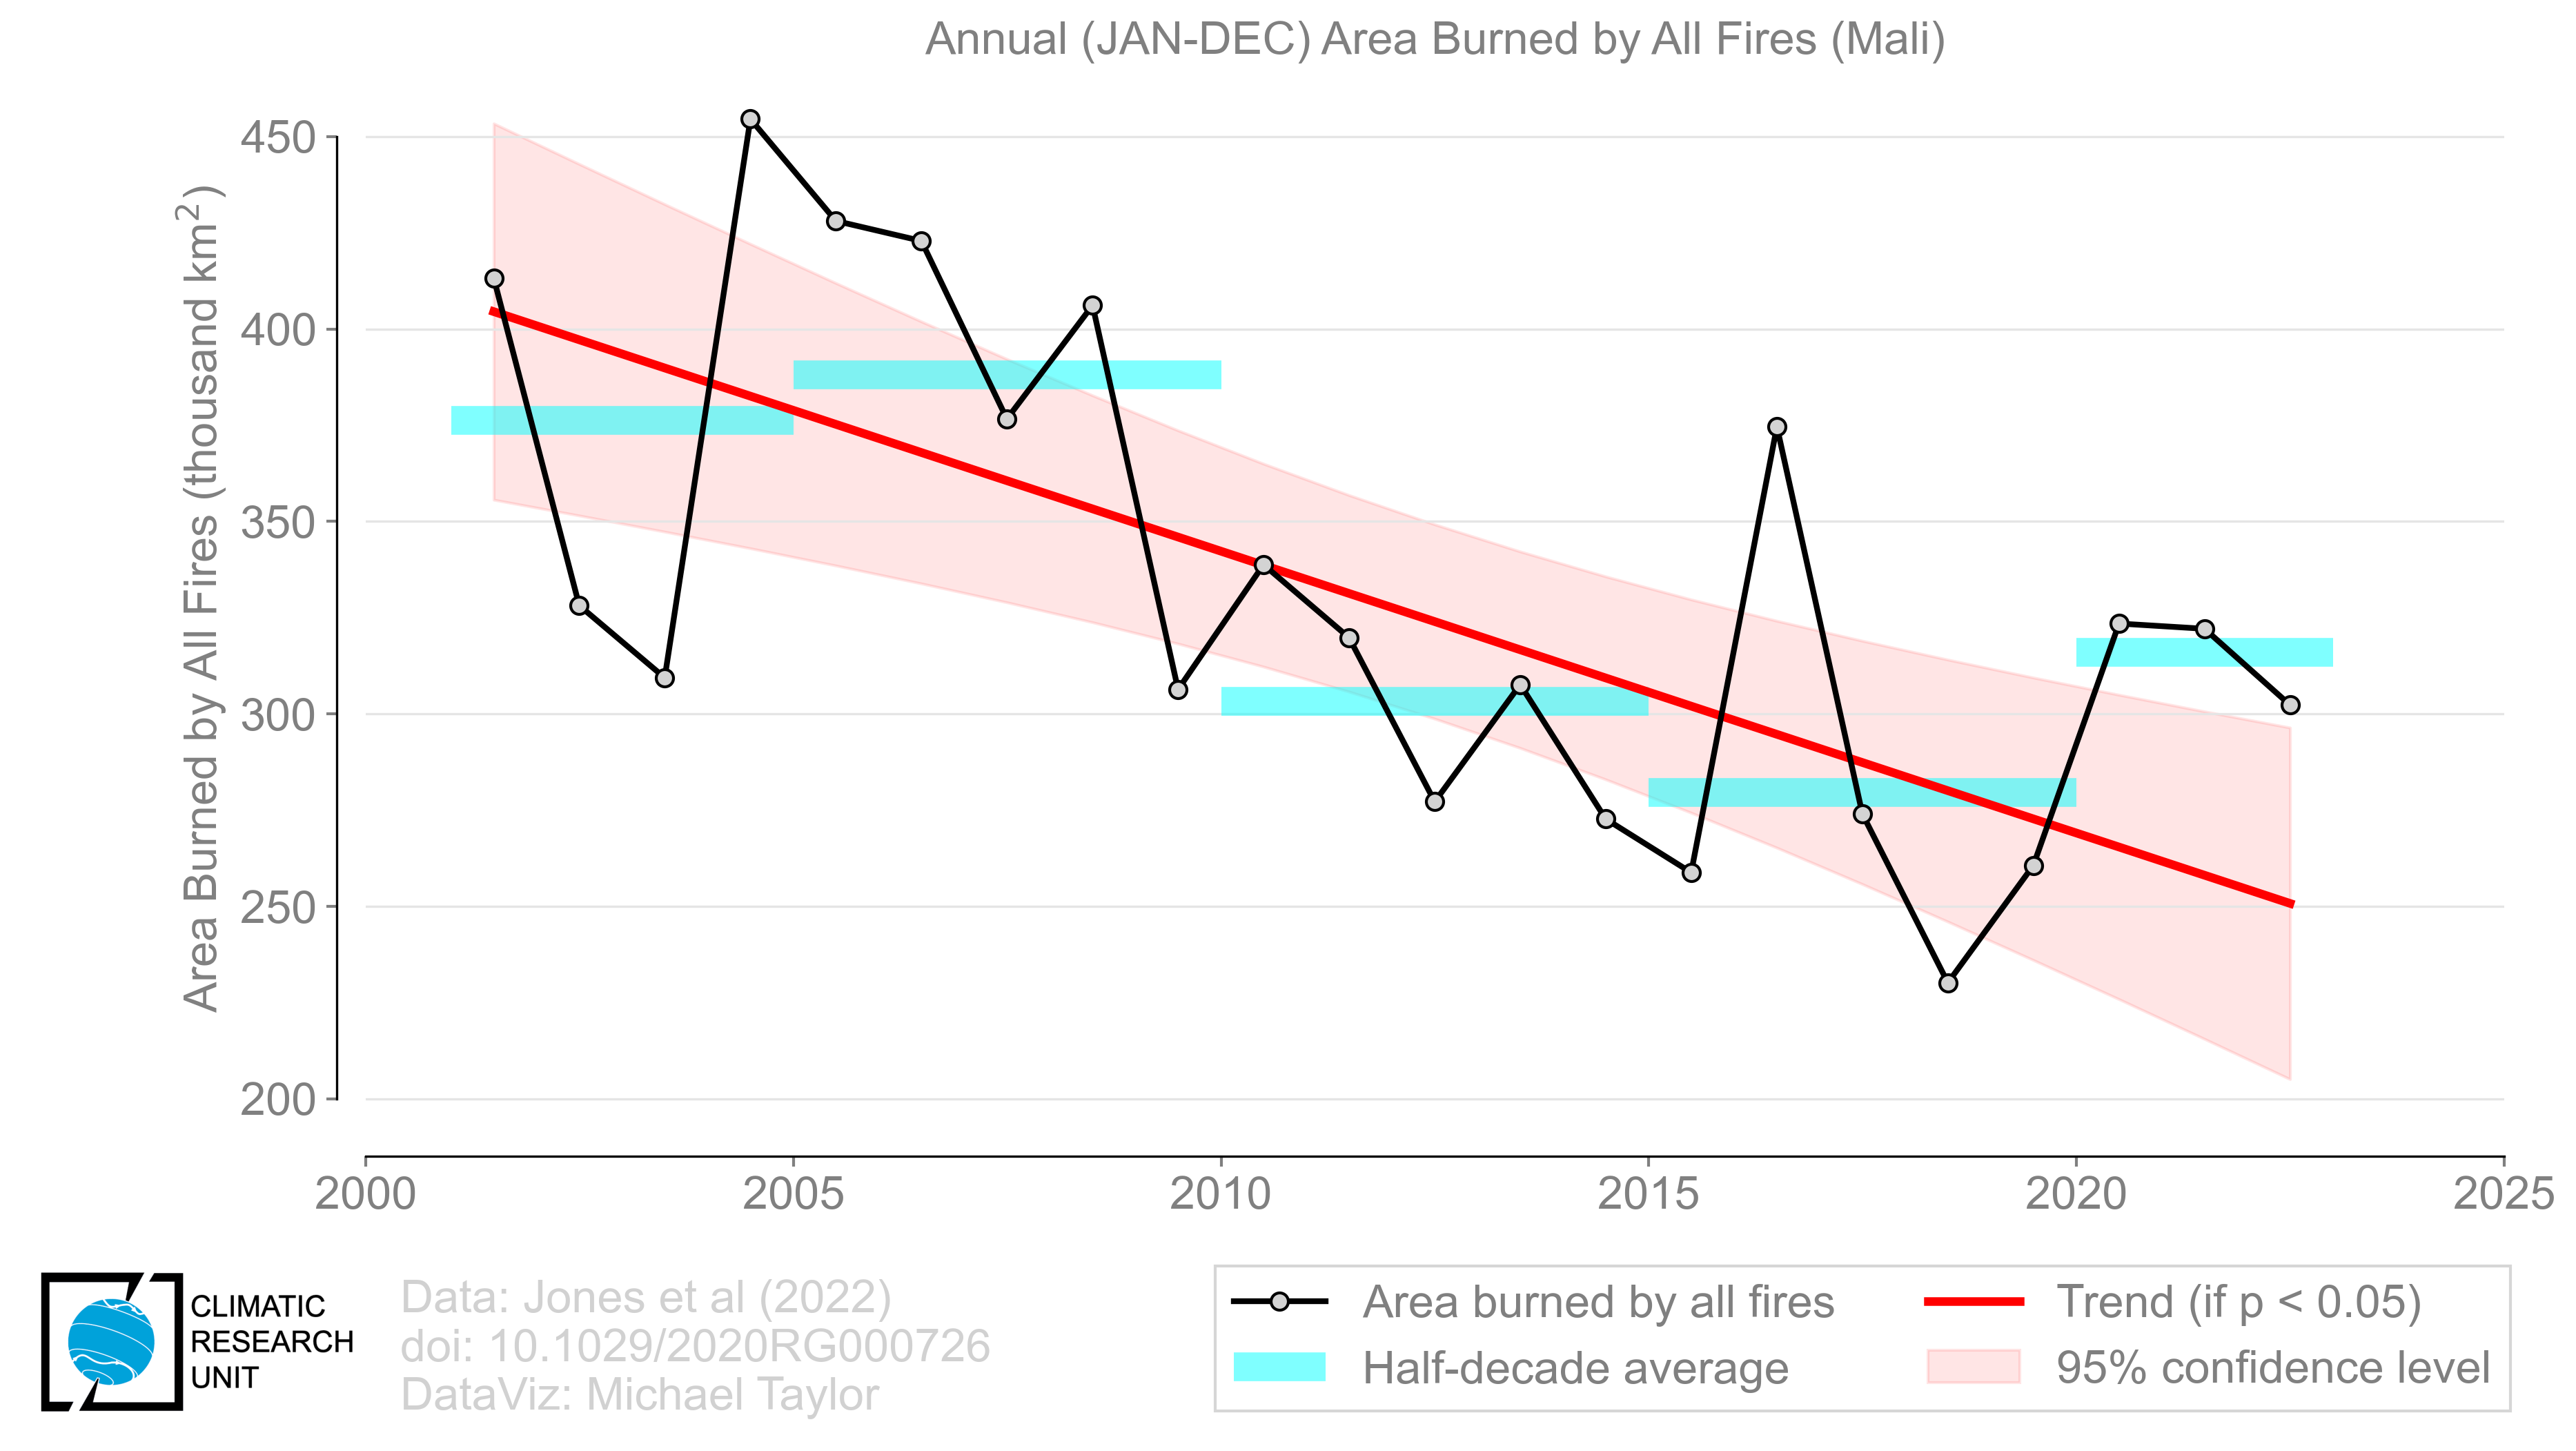 Annual (JAN-DEC) Area Burned by All Fires (Mali)
Area Burned by All Fires (thousand km²)
450
400
350
300
250
200
2000
2005
2010
2015
2020
2025
CLIMATIC
RESEARCH
UNIT
Data: Jones et al (2022)
doi: 10.1029/2020RG000726
DataViz: Michael Taylor
Area burned by all fires
Half-decade average
Trend (if p < 0.05)
95% confidence level